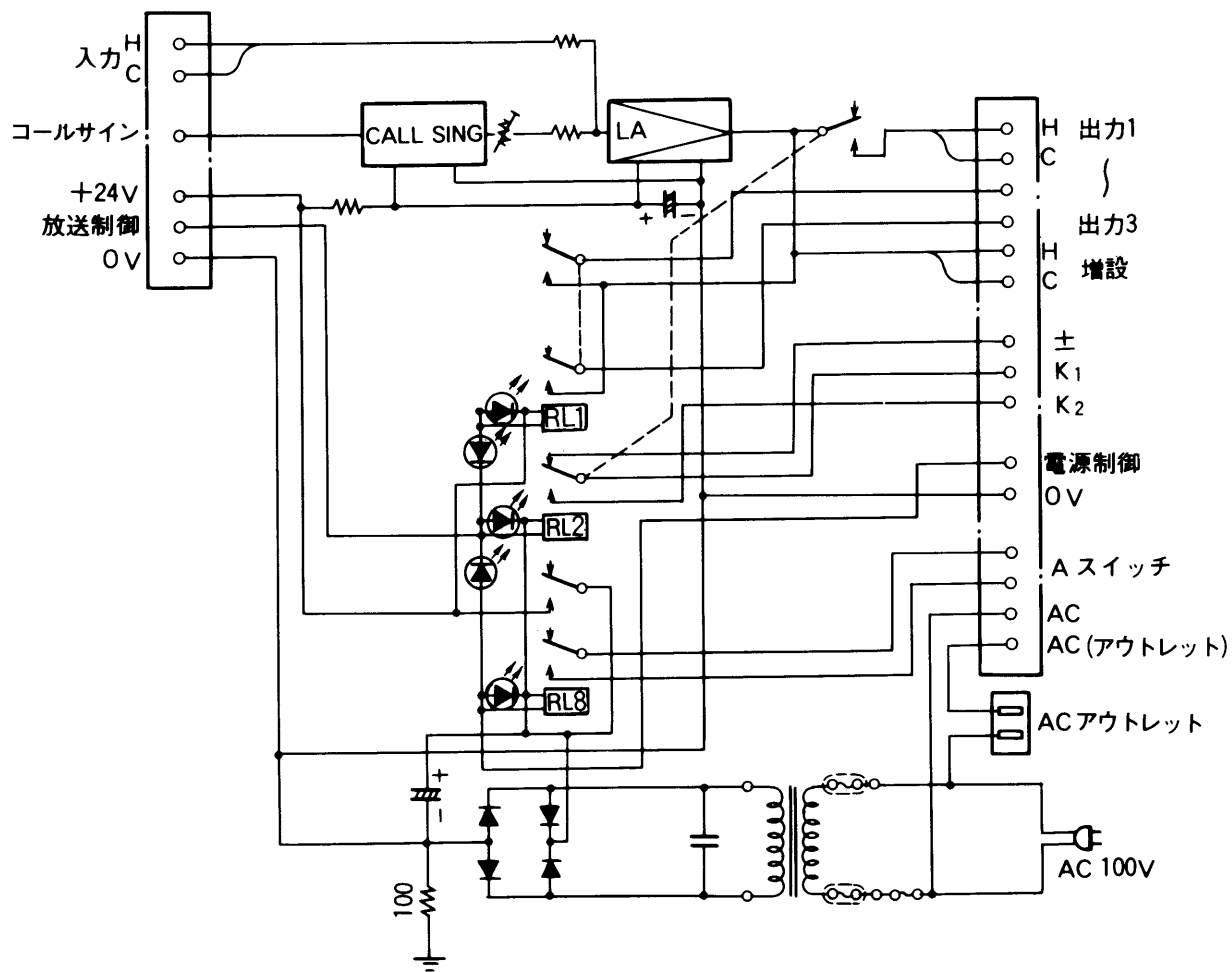 入力 H
C
コールサイン
+24V
放送制御
0V
CALL SING
LA
+ -
H 出力1
C
〜
出力3
H
増設
C
±
K1
K2
電源制御
0V
A スイッチ
AC
AC (アウトレット)
RL1
RL2
RL8
ACアウトレット
+
-
100
AC 100V